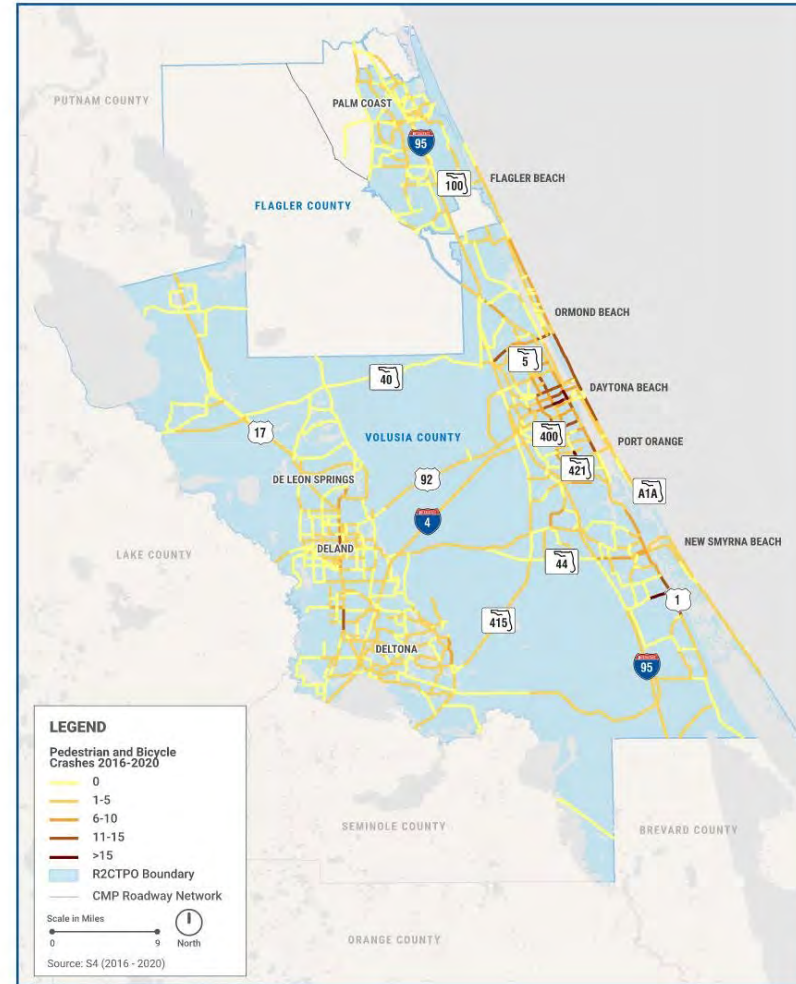 PUTNAM COUNTY
PALM COAST
95
100
FLAGLER BEACH
FLAGLER COUNTY
ORMOND BEACH
5
40
DAYTONA BEACH
17
400
PORT ORANGE
VOLUSIA COUNTY
421
DE LEON SPRINGS
92
A1A
4
NEW SMYRNA BEACH
DELAND
LAKE COUNTY
44
1
415
DELTONA
95
LEGEND
Pedestrian and Bicycle
Crashes 2016-2020
0
1-5
6-10
11-15
>15
R2CTPO Boundary
CMP Roadway Network
Scale in Miles
0 9 North
Source: S4 (2016 - 2020)
SEMINOLE COUNTY
BREVARD COUNTY
ORANGE COUNTY